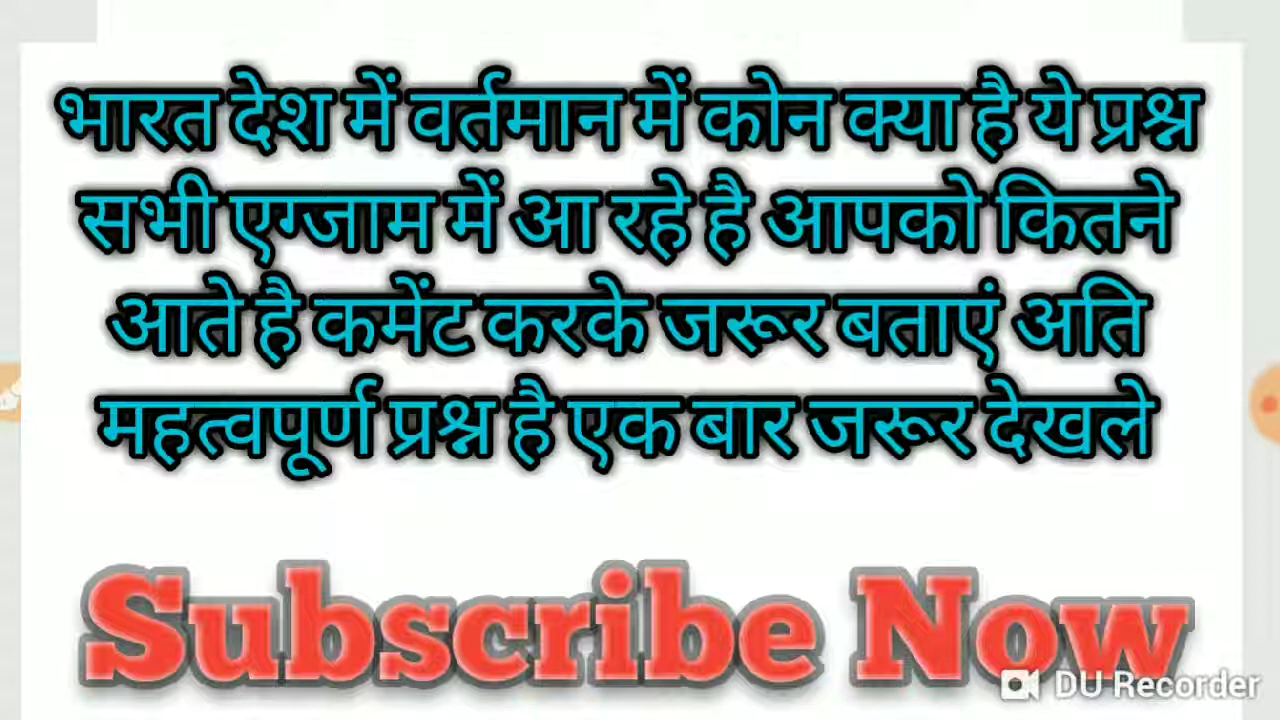 भारत देश में वर्तमान में कोन क्या है ये प्रश्न
सभी एग्जाम में आ रहे है आपको कितने
आते है कमेंट करके जरूर बताएं अति
महत्वपूर्ण प्रश्न है एक बार जरूर देखले
Subscribe Now
DU Recorder